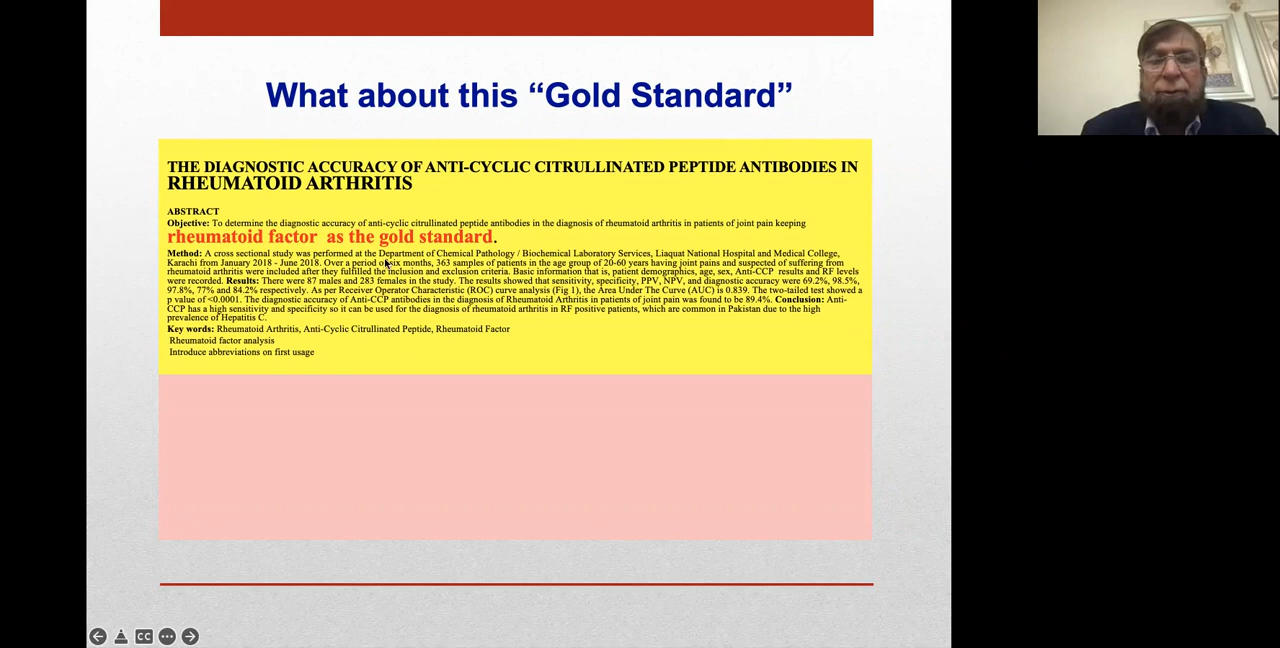 What about this “Gold Standard”
THE DIAGNOSTIC ACCURACY OF ANTI-CYCLIC CITRULLINATED PEPTIDE ANTIBODIES IN
RHEUMATOID ARTHRITIS
ABSTRACT
Objective: To determine the diagnostic accuracy of anti-cyclic citrullinated peptide antibodies in the diagnosis of rheumatoid arthritis in patients of joint pain keeping
rheumatoid factor as the gold standard.
Method: A cross sectional study was performed at the Department of Chemical Pathology / Biochemical Laboratory Services, Liaquat National Hospital and Medical College,
Karachi from January 2018 - June 2018. Over a period of six months, 363 samples of patients in the age group of 20-60 years having joint pains and suspected of suffering from
rheumatoid arthritis were included after they fulfilled the inclusion and exclusion criteria. Basic information that is, patient demographics, age, sex, Anti-CCP results and RF levels
were recorded. Results: There were 87 males and 283 females in the study. The results showed that sensitivity, specificity, PPV, NPV, and diagnostic accuracy were 69.2%, 98.5%,
97.8%, 77% and 84.2% respectively. As per Receiver Operator Characteristic (ROC) curve analysis (Fig 1), the Area Under The Curve (AUC) is 0.839. The two-tailed test showed a
p value of <0.0001. The diagnostic accuracy of Anti-CCP antibodies in the diagnosis of Rheumatoid Arthritis in patients of joint pain was found to be 89.4%. Conclusion: Anti-
CCP has a high sensitivity and specificity so it can be used for the diagnosis of rheumatoid arthritis in RF positive patients, which are common in Pakistan due to the high
prevalence of Hepatitis C.
Key words: Rheumatoid Arthritis, Anti-Cyclic Citrullinated Peptide, Rheumatoid Factor
Rheumatoid factor analysis
Introduce abbreviations on first usage
CC